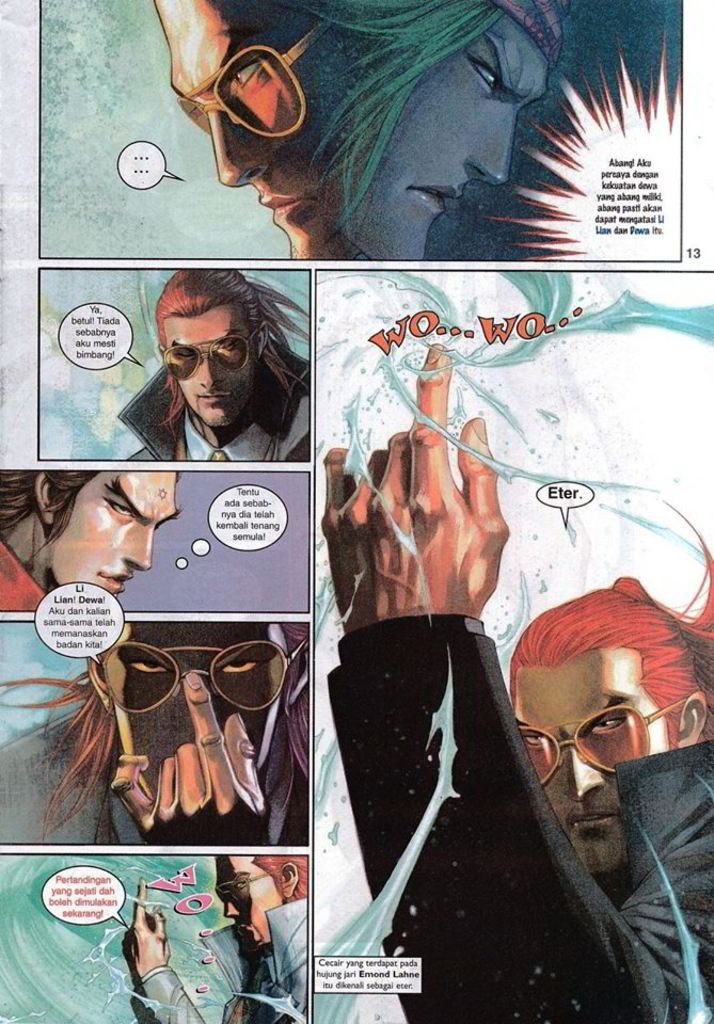 ...
...
Abang! Aku
percaya dengan
kekuatan dewa
yang abang miliki,
abang pasti akan
dapat mengatasi Li
Lian dan Dewa itu.
13
Ya,
betul! Tiada
sebabnya
aku mesti
bimbang!
Tentu
ada sebab-
nya dia telah
kembali tenang
semula!
Li
Lian! Dewa!
Aku dan kalian
sama-sama telah
memanaskan
badan kita!
Pertandingan
yang sejati dah
boleh dimulakan
sekarang!
WO...
WO...WO...
Eter.
Cecair yang terdapat pada
hujung jari Emond Lahne
itu dikenali sebagai eter.